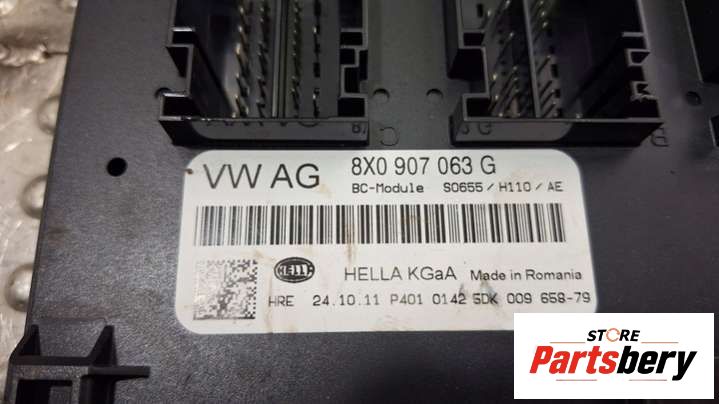 VW AG 8X0 907 063 G
BC-Module S0655 / H110 / AE
HELLA HELLA KGaA Made in Romania
HRE 24.10.11 P401 0142 5DK 009 658-79
STORE
Partsbery